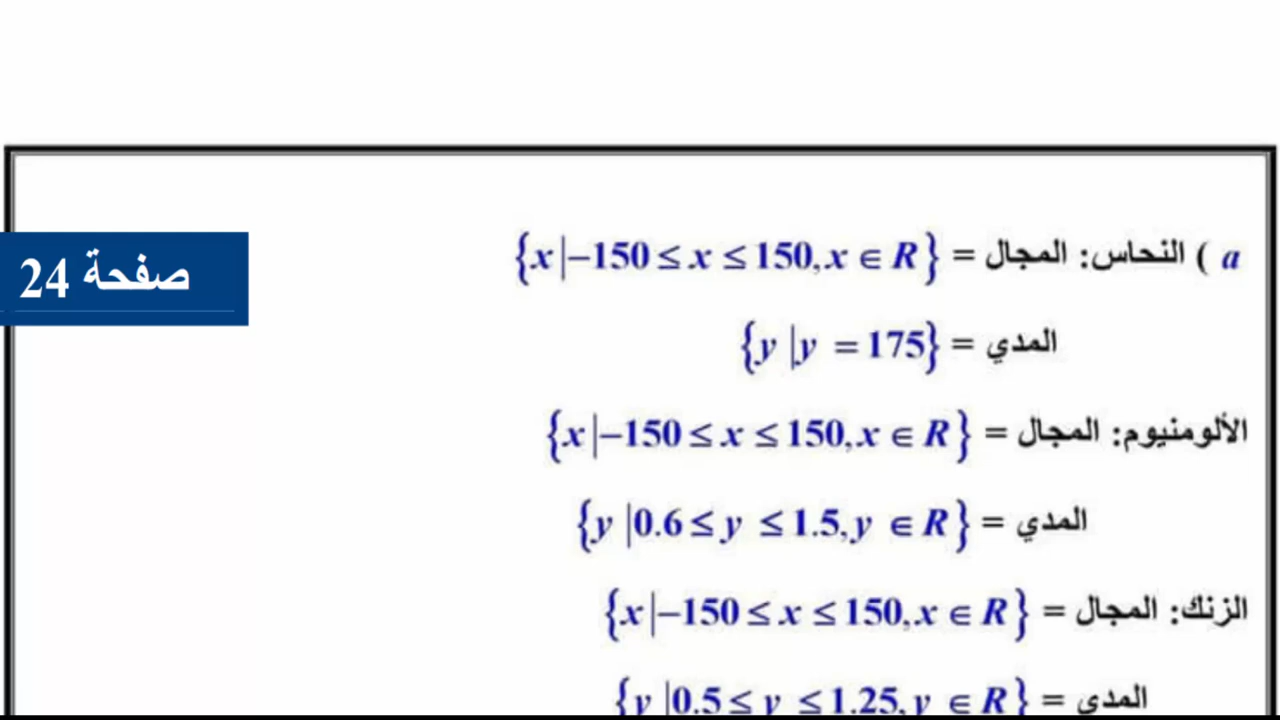 a ) النحاس: المجال = {x|−150 ≤ x ≤ 150, x ∈ R}
صفحة 24
المدي = {y |y = 175}
الألومنيوم: المجال = {x|−150 ≤ x ≤ 150, x ∈ R}
المدي = {y |0.6 ≤ y ≤ 1.5, y ∈ R}
الزنك: المجال = {x|−150 ≤ x ≤ 150, x ∈ R}
المدي = {y |0.5 ≤ y ≤ 1.25, y ∈ R}